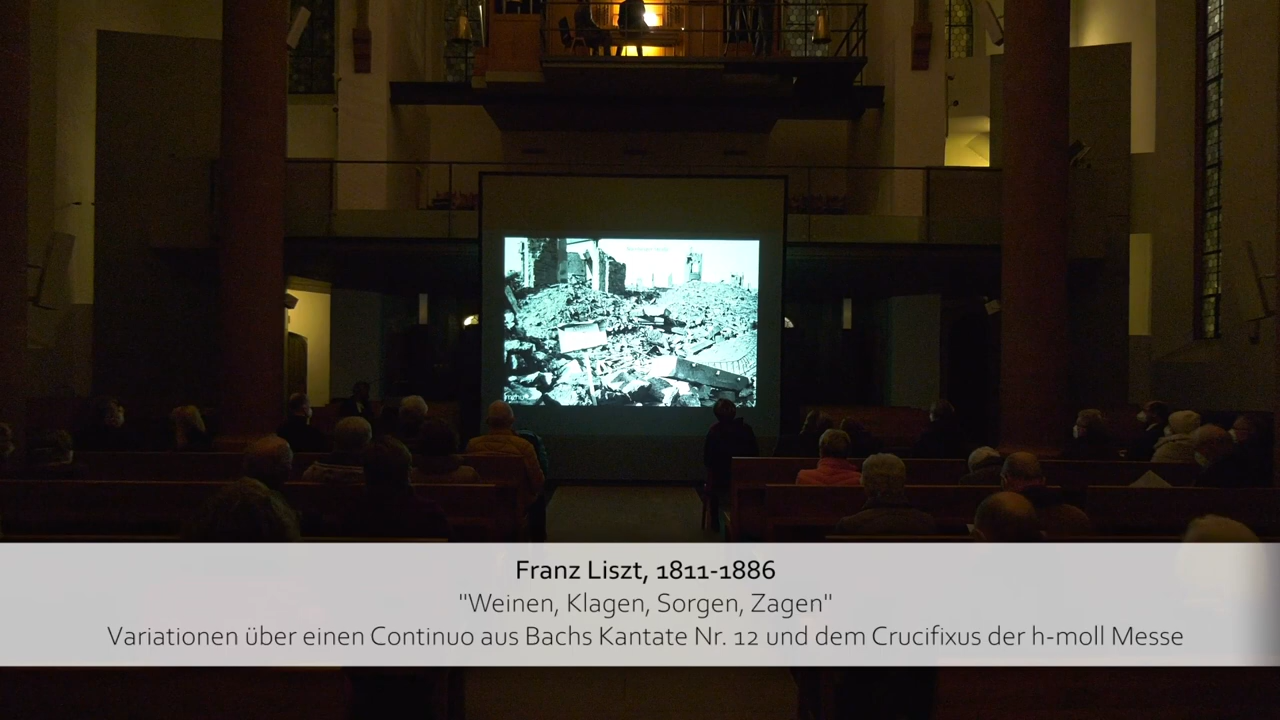 Franz Liszt, 1811-1886
"Weinen, Klagen, Sorgen, Zagen"
Variationen über einen Continuo aus Bachs Kantate Nr. 12 und dem Crucifixus der h-moll Messe